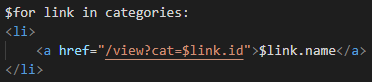 $for link in categories:
<li>
    <a href="/view?cat=$link.id">$link.name</a>
</li>